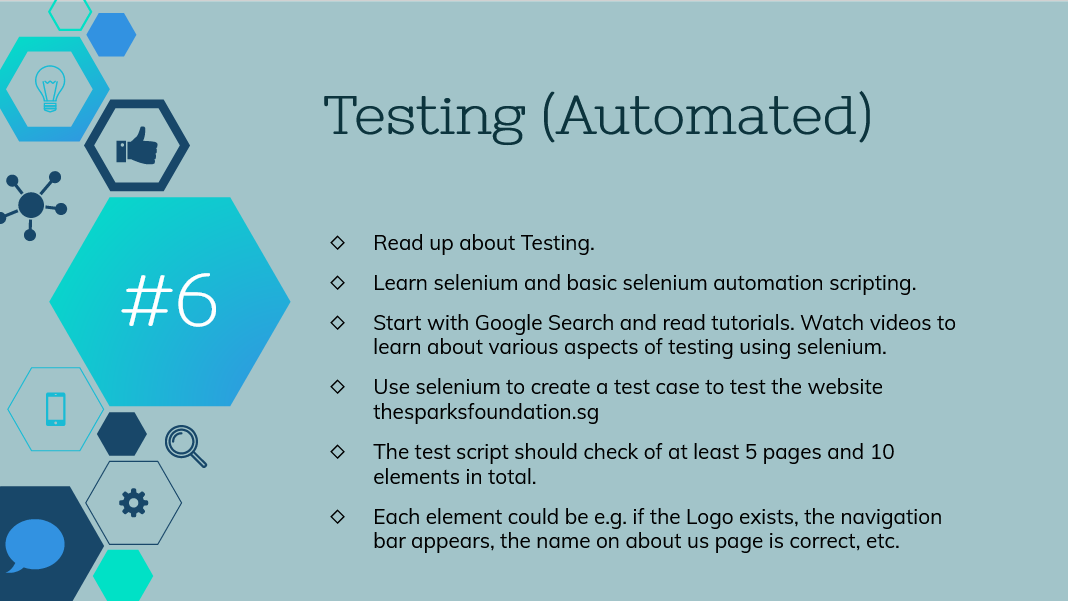 Testing (Automated)
#6
Read up about Testing.
Learn selenium and basic selenium automation scripting.
Start with Google Search and read tutorials. Watch videos to
learn about various aspects of testing using selenium.
Use selenium to create a test case to test the website
thesparksfoundation.sg
The test script should check of at least 5 pages and 10
elements in total.
Each element could be e.g. if the Logo exists, the navigation
bar appears, the name on about us page is correct, etc.